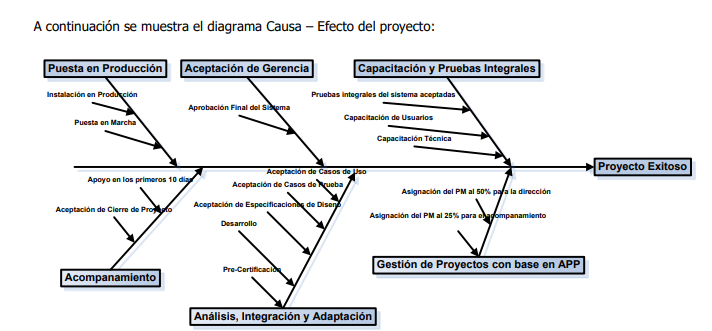 A continuación se muestra el diagrama Causa – Efecto del proyecto:
Puesta en Producción
Aceptación de Gerencia
Capacitación y Pruebas Integrales
Instalación en Producción
Puesta en Marcha
Aprobación Final del Sistema
Pruebas integrales del sistema aceptadas
Capacitación de Usuarios
Capacitación Técnica
Proyecto Exitoso
Apoyo en los primeros 10 dias
Aceptación de Cierre de Proyecto
Acompanamiento
Aceptación de Casos de Uso
Aceptación de Casos de Prueba
Aceptación de Especificaciones de Diseño
Desarrollo
Pre-Certificación
Análisis, Integración y Adaptación
Asignación del PM al 50% para la dirección
Asignación del PM al 25% para el acompanamiento
Gestión de Proyectos con base en APP